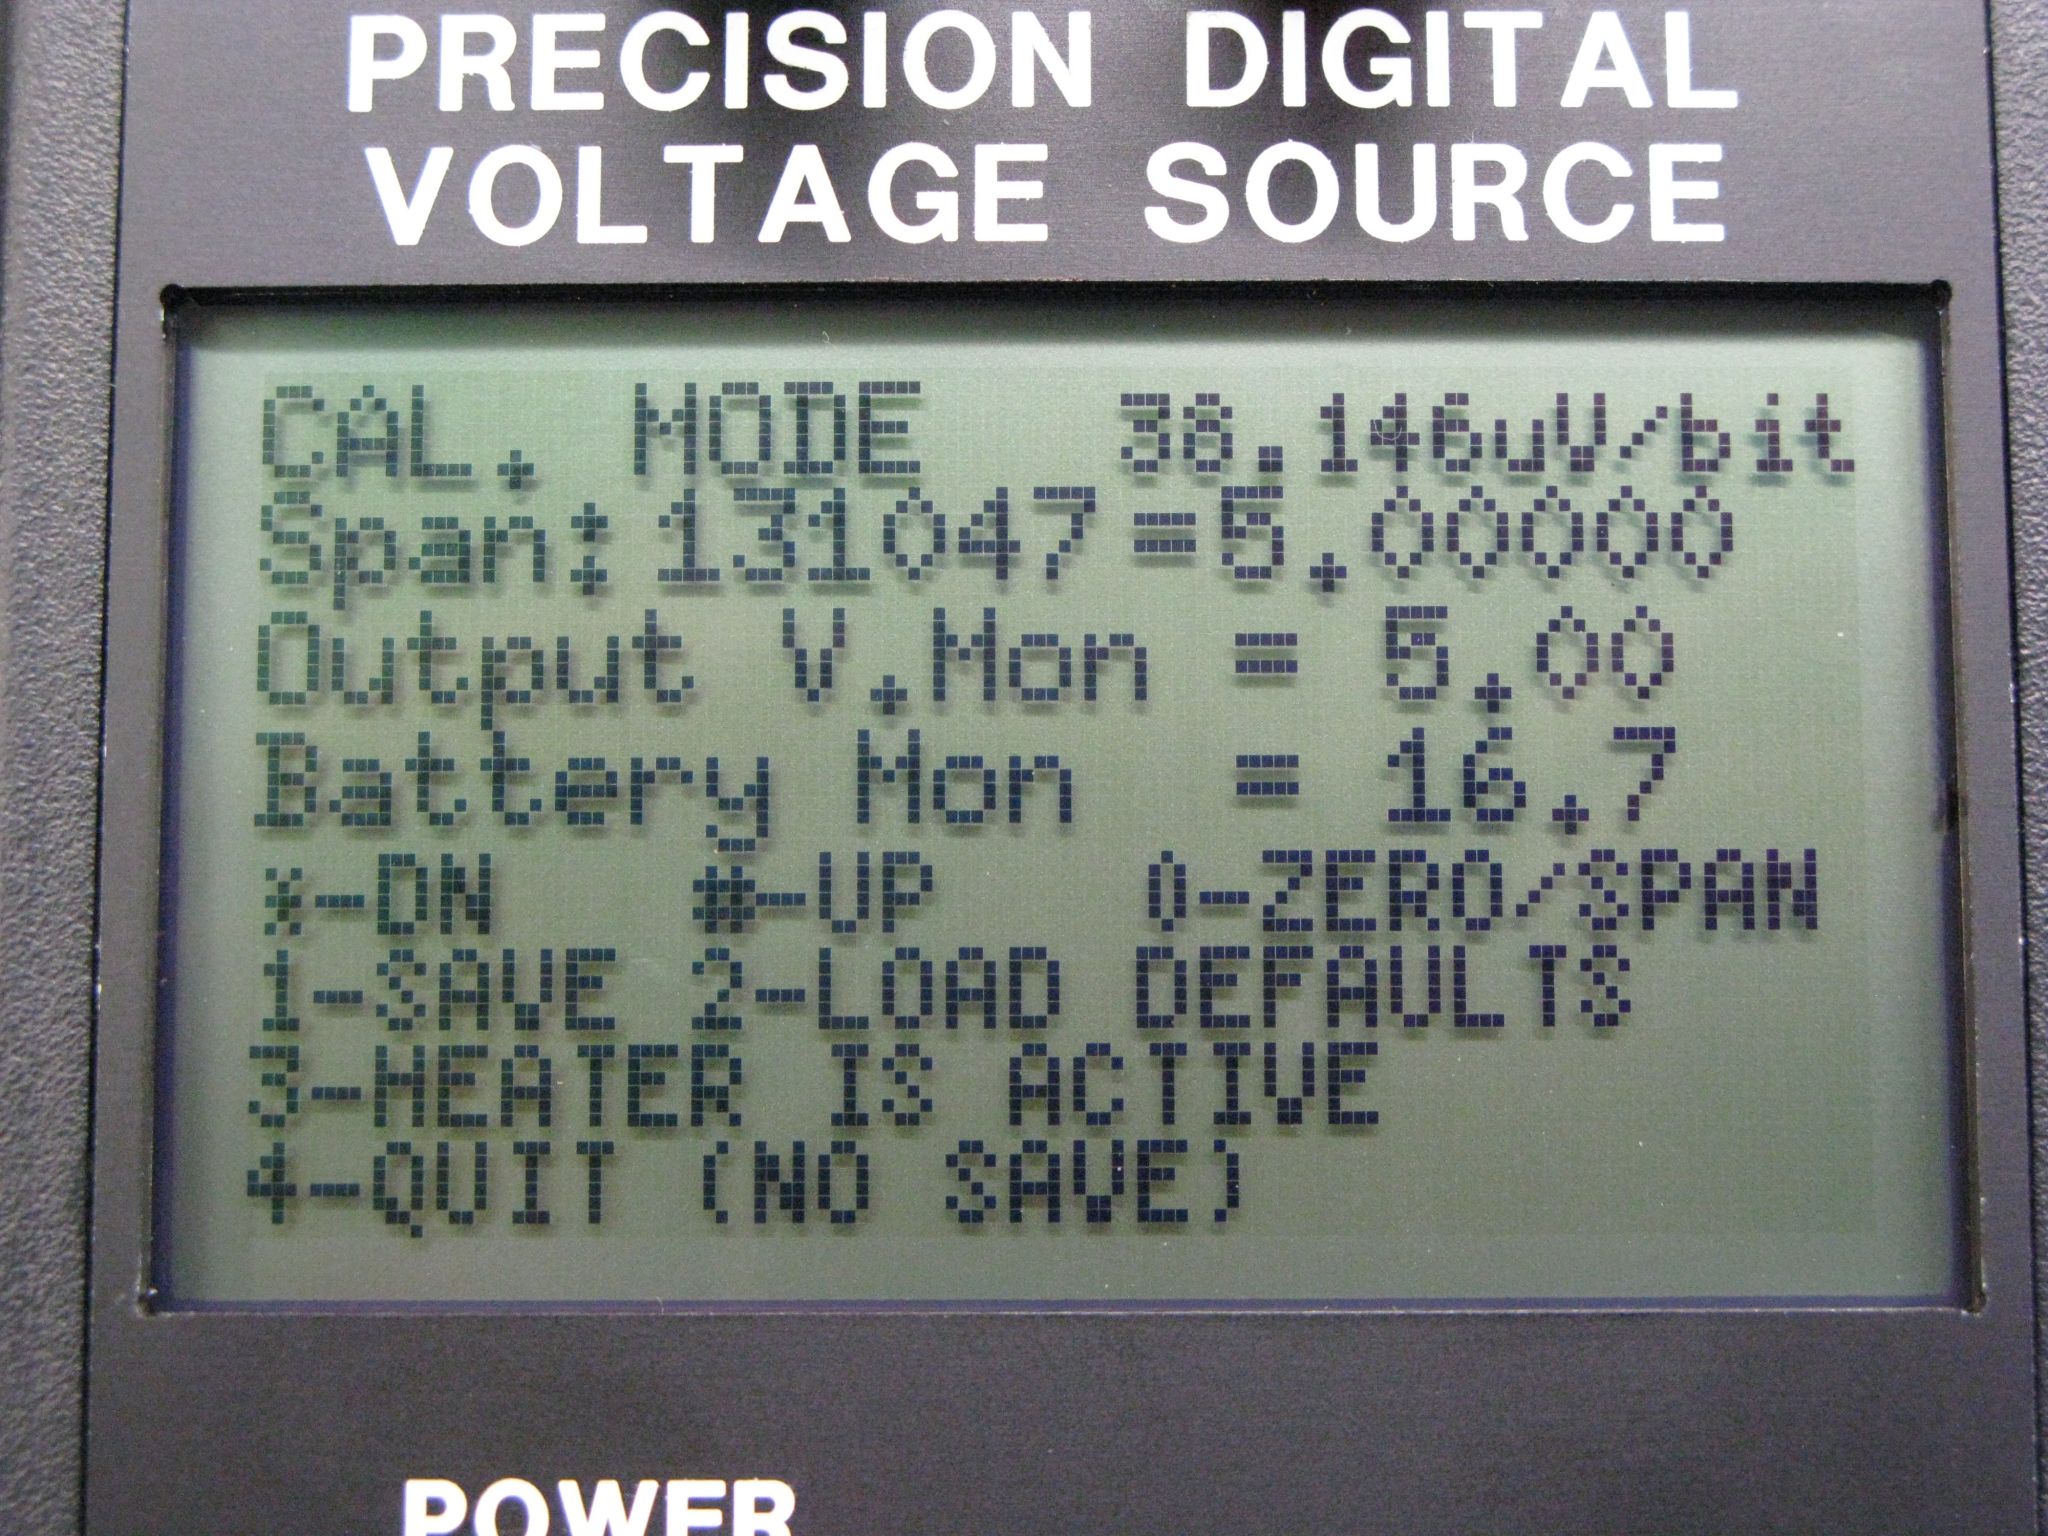 PRECISION DIGITAL
VOLTAGE SOURCE
CAL. MODE 38.146uV/bit
Span: 131047 =5.00000
Output V.Mon = 5.00
Battery Mon = 16.7
*-DN #-UP 0-ZERO/SPAN
1-SAVE 2-LOAD DEFAULTS
3-HEATER IS ACTIVE
4-QUIT (NO SAVE)
POWER